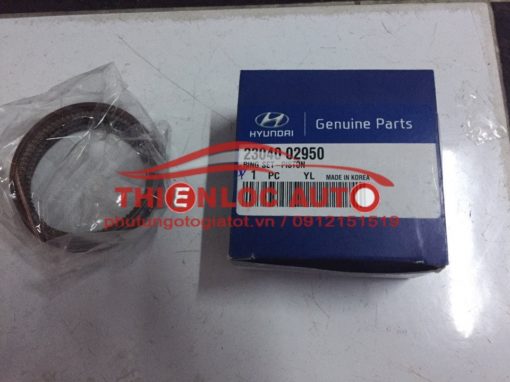 HYUNDAI
Genuine Parts
23040 02950
RING SET-PISTON
1 PC YL MADE IN KOREA
THIENLOC AUTO
phutungotogiatot.vn / 0912151519